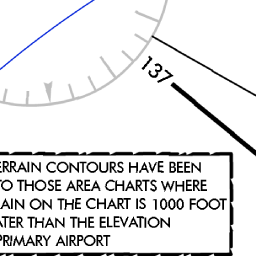 137
ERRAIN CONTOURS HAVE BEEN
TO THOSE AREA CHARTS WHERE
AIN ON THE CHART IS 1000 FOOT
ATER THAN THE ELEVATION
PRIMARY AIRPORT